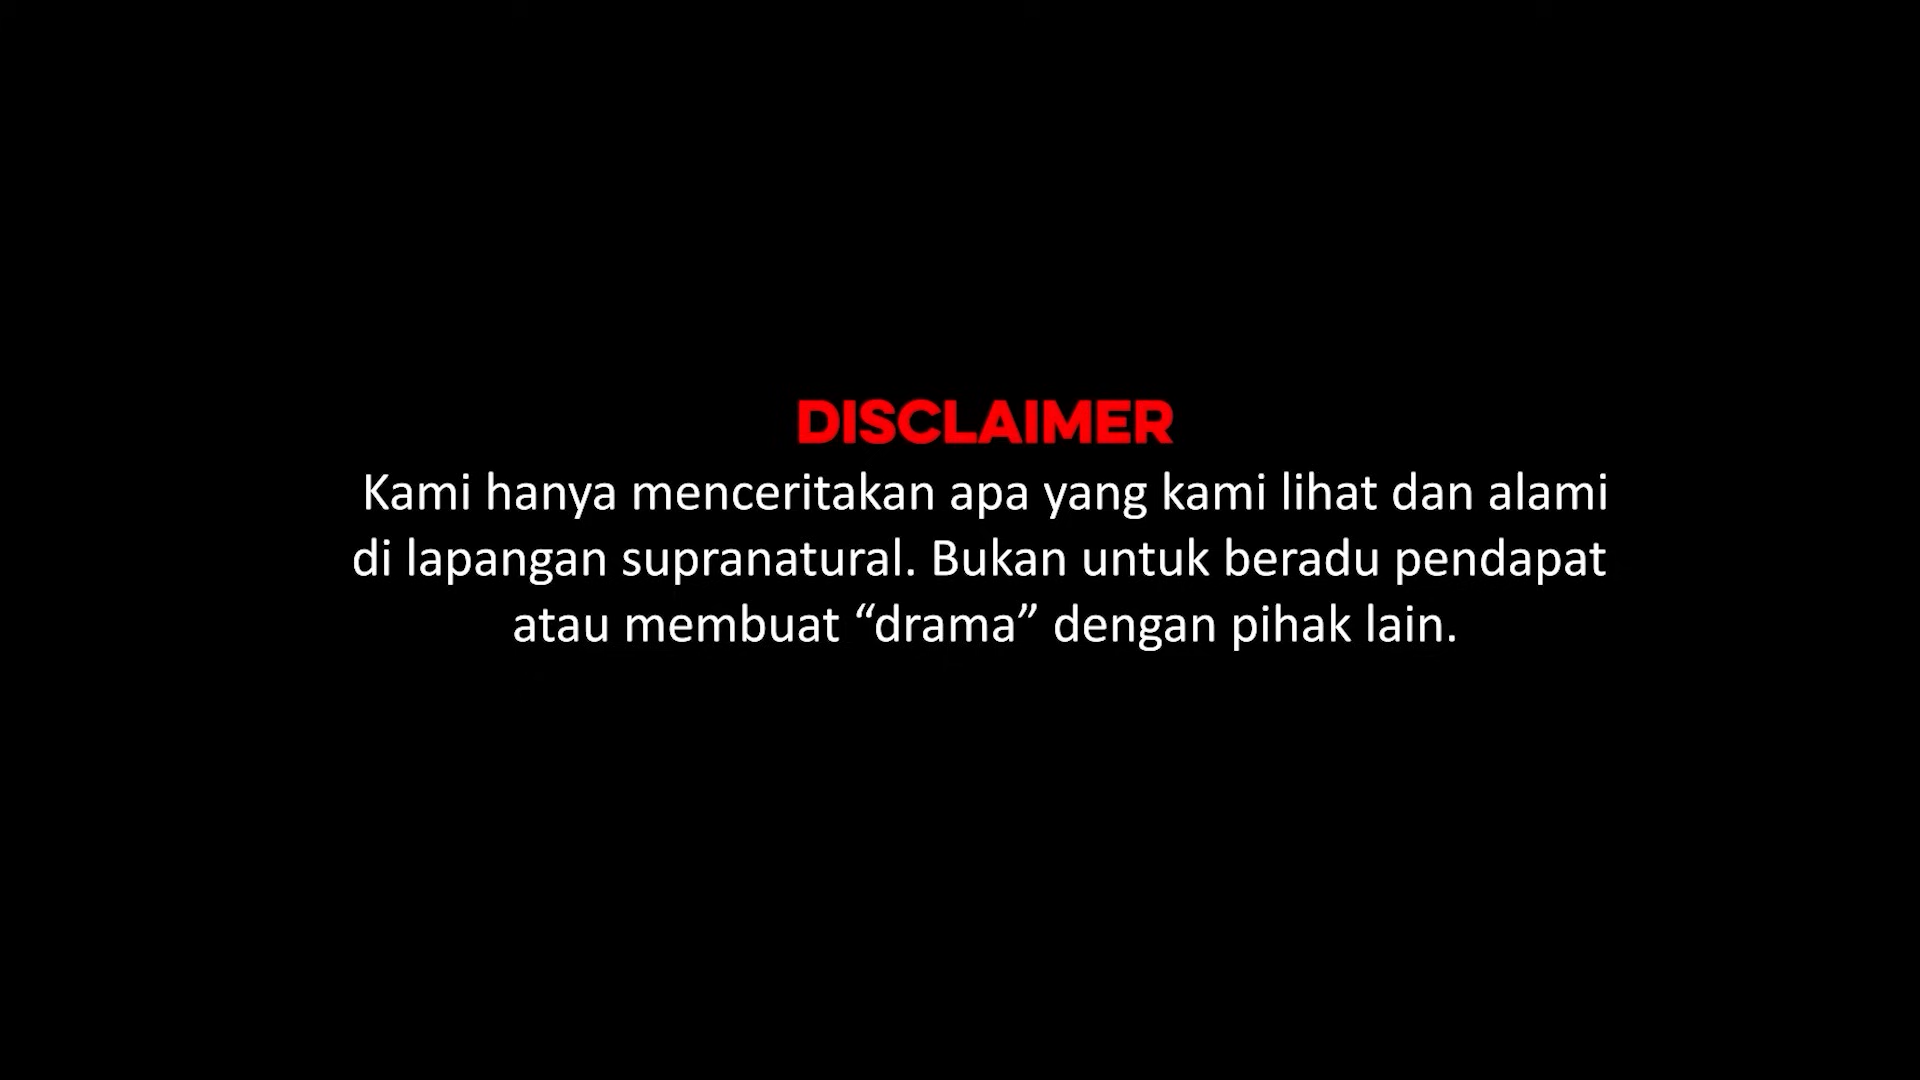 DISCLAIMER
Kami hanya menceritakan apa yang kami lihat dan alami
di lapangan supranatural. Bukan untuk beradu pendapat
atau membuat “drama” dengan pihak lain.